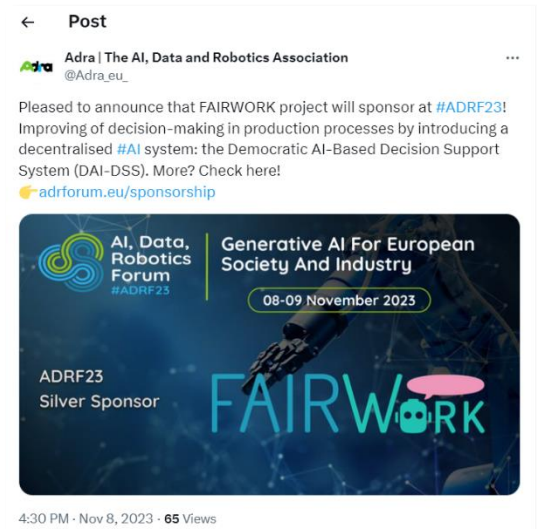 ← Post
Adra | The AI, Data and Robotics Association
@Adra_eu_
Adra
Pleased to announce that FAIRWORK project will sponsor at #ADRF23!
Improving of decision-making in production processes by introducing a
decentralised #AI system: the Democratic AI-Based Decision Support
System (DAI-DSS). More? Check here!
👉adrforum.eu/sponsorship
AI, Data,
Robotics
Forum
#ADRF23
Generative AI For European
Society And Industry
08-09 November 2023
ADRF23
Silver Sponsor
FAIRWORK
4:30 PM · Nov 8, 2023 · 65 Views